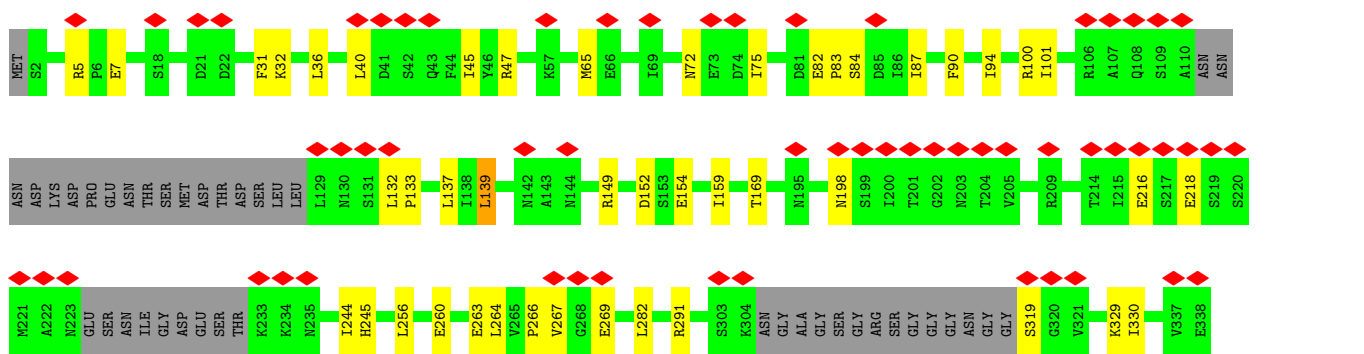 MET S2 R5 P6 E7 S18 D21 D22 F31 K32 L36 L40 D41 S42 Q43 F44 I45 Y46 R47 K57 M65 E66 I69 N72 E73 D74 I75 D81 E82 P83 S84 D85 I86 I87 F90 I94 R100 I101 R106 A107 Q108 S109 A110 ASN ASN
ASN ASP LYS ASP PRO GLU ASN THR SER MET ASP THR ASP SER LEU LEU L129 N130 S131 L132 P133 L137 I138 L139 N142 A143 N144 R149 D152 S153 E154 I159 T169 N195 N198 S199 I200 T201 G202 N203 T204 V205 R209 T214 I215 E216 S217 E218 S219 S220
M221 A222 N223 GLU SER ASN ILE GLY ASP GLU SER THR K233 K234 N235 I244 H245 L256 E260 E263 L264 V265 P266 V267 G268 E269 L282 R291 S303 K304 ASN GLY ALA GLY SER GLY ARG SER GLY GLY GLY ASN GLY GLY S319 G320 V321 K329 I330 V337 E338